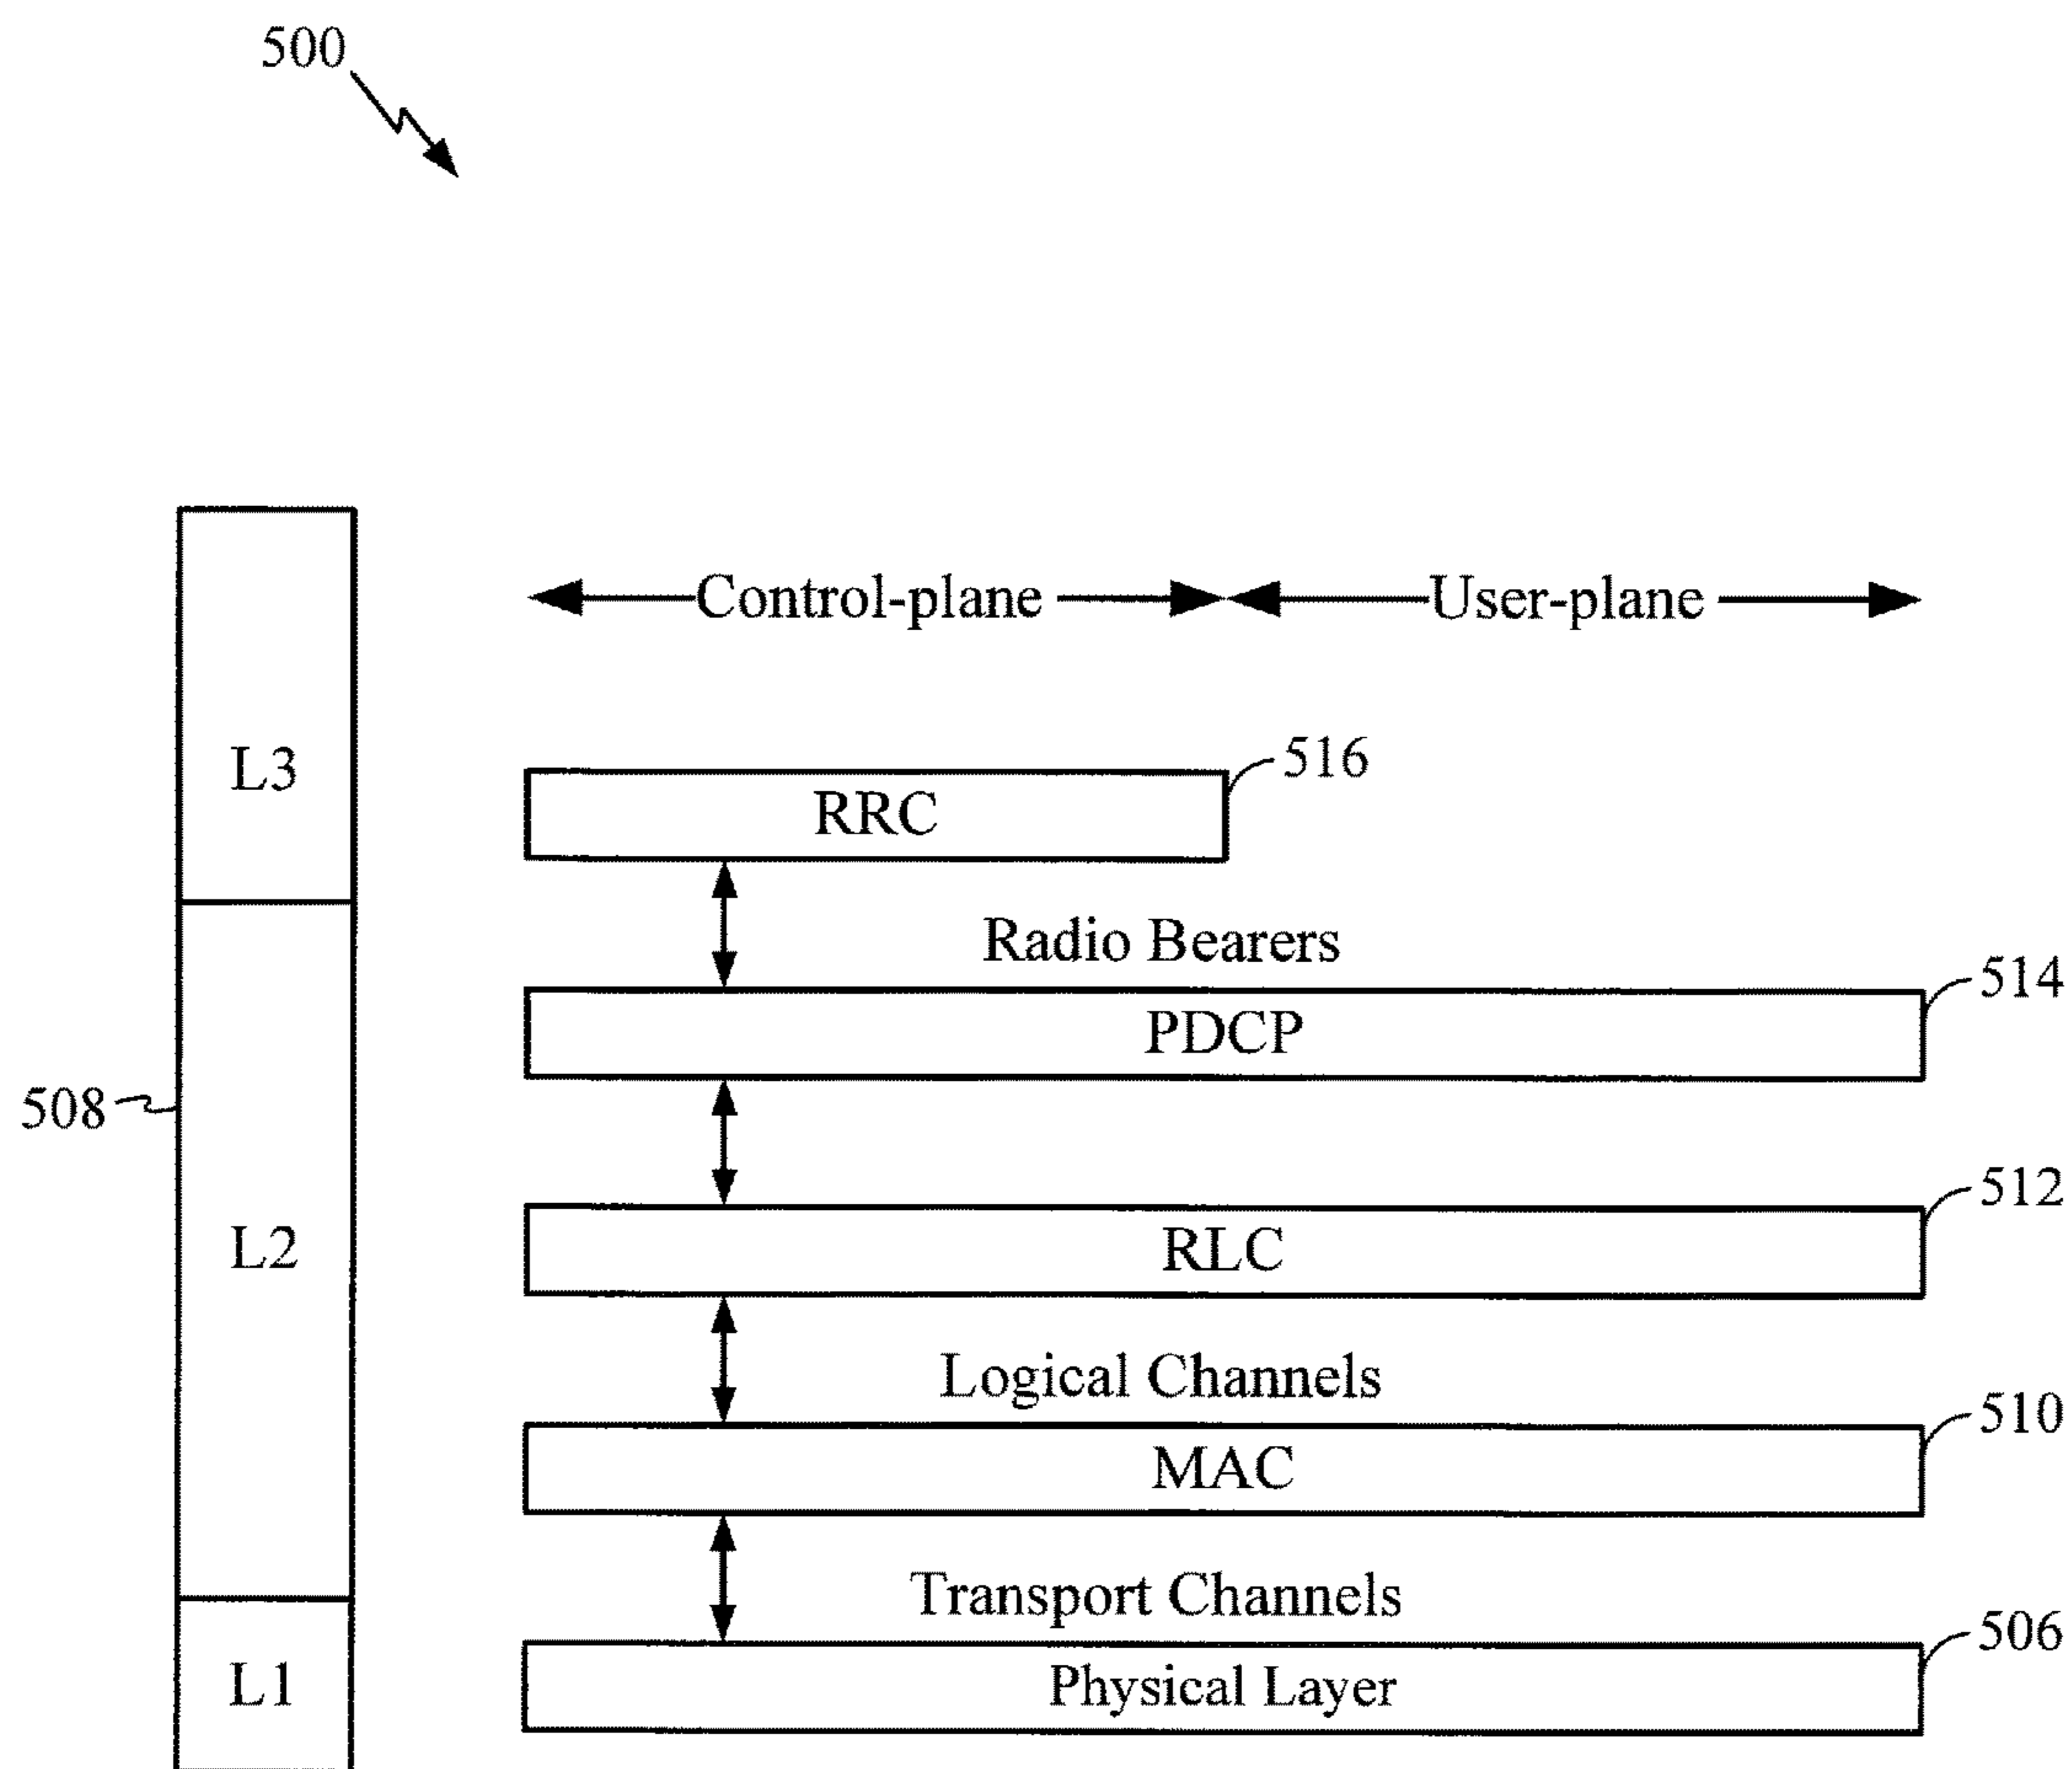 500
Control-plane User-plane
L3
516
RRC
Radio Bearers
514
PDCP
508
512
L2
RLC
Logical Channels
510
MAC
Transport Channels
506
L1
Physical Layer